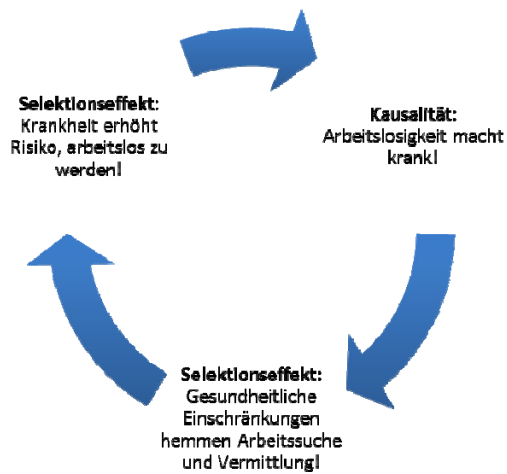 Selektionseffekt:
Krankheit erhöht
Risiko, arbeitslos zu
werden!
Kausalität:
Arbeitslosigkeit macht
krank!
Selektionseffekt:
Gesundheitliche
Einschränkungen
hemmen Arbeitssuche
und Vermittlung!